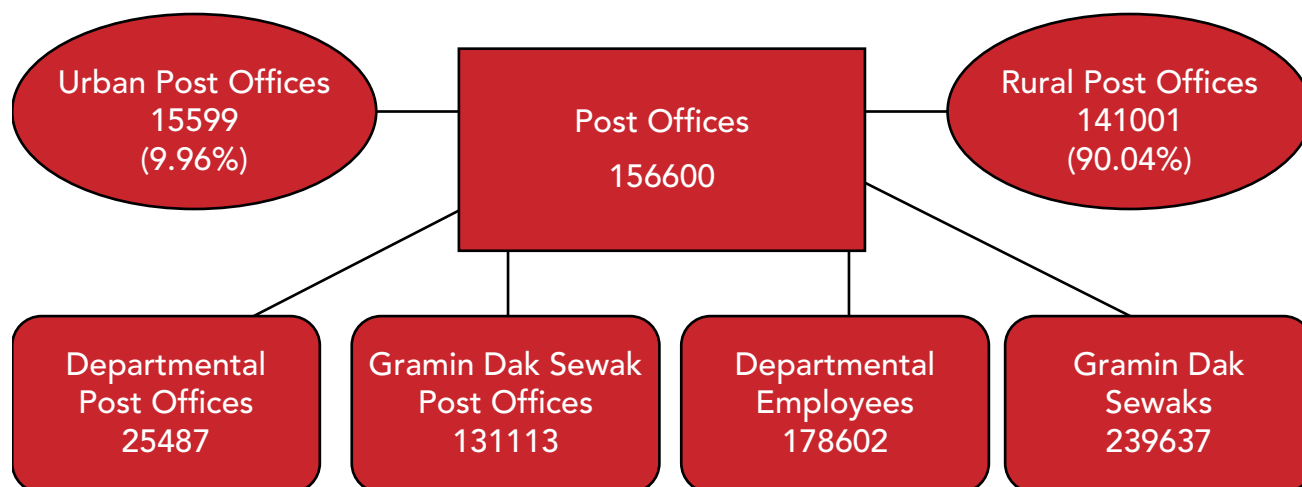 Urban Post Offices
15599
(9.96%)
Post Offices
156600
Rural Post Offices
141001
(90.04%)
Departmental
Post Offices
25487
Gramin Dak Sewak
Post Offices
131113
Departmental
Employees
178602
Gramin Dak
Sewaks
239637